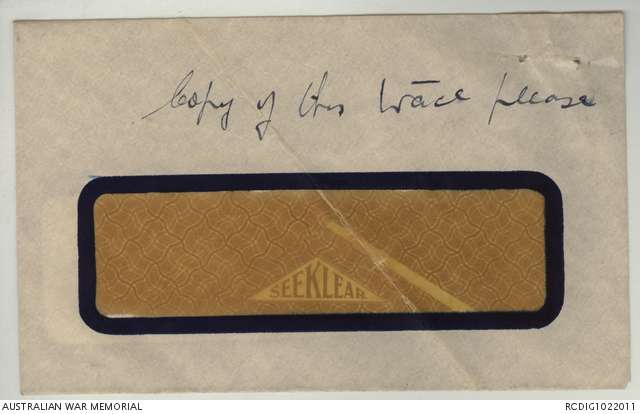 Copy of this trace please
SEEKLEAR
AUSTRALIAN WAR MEMORIAL
RCDIG1022011